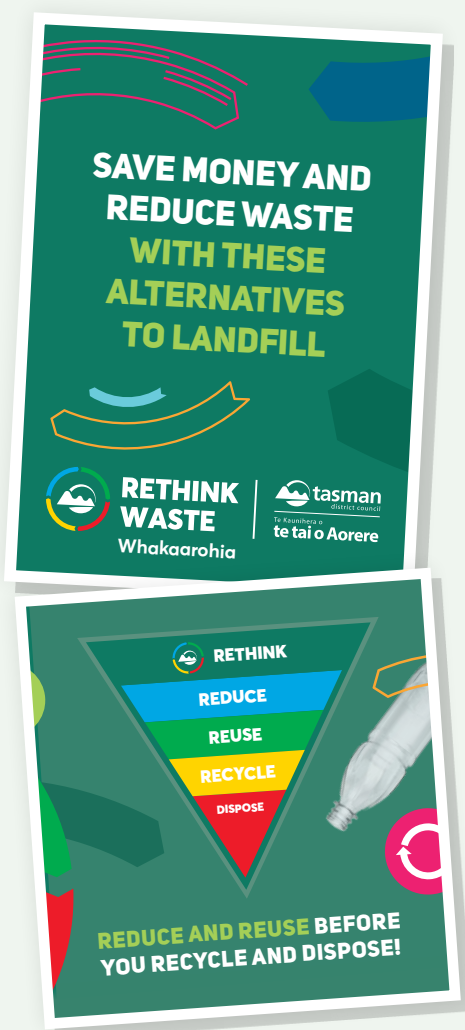 SAVE MONEY AND
REDUCE WASTE
WITH THESE
ALTERNATIVES
TO LANDFILL
RETHINK
WASTE
Whakaarohia
tasman
district council
Te Kaunihera o
te tai o Aorere
RETHINK
REDUCE
REUSE
RECYCLE
DISPOSE
REDUCE AND REUSE BEFORE
YOU RECYCLE AND DISPOSE!